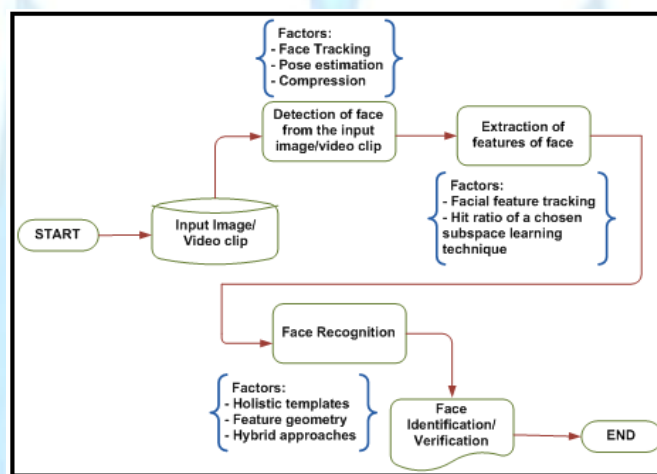 Factors:
- Face Tracking
- Pose estimation
- Compression
Detection of face
from the input
image/video clip
Extraction of
features of face
START
Input Image/
Video clip
Factors:
- Facial feature tracking
- Hit ratio of a chosen
subspace learning
technique
Face Recognition
Factors:
- Holistic templates
- Feature geometry
- Hybrid approaches
Face
Identification/
Verification
END